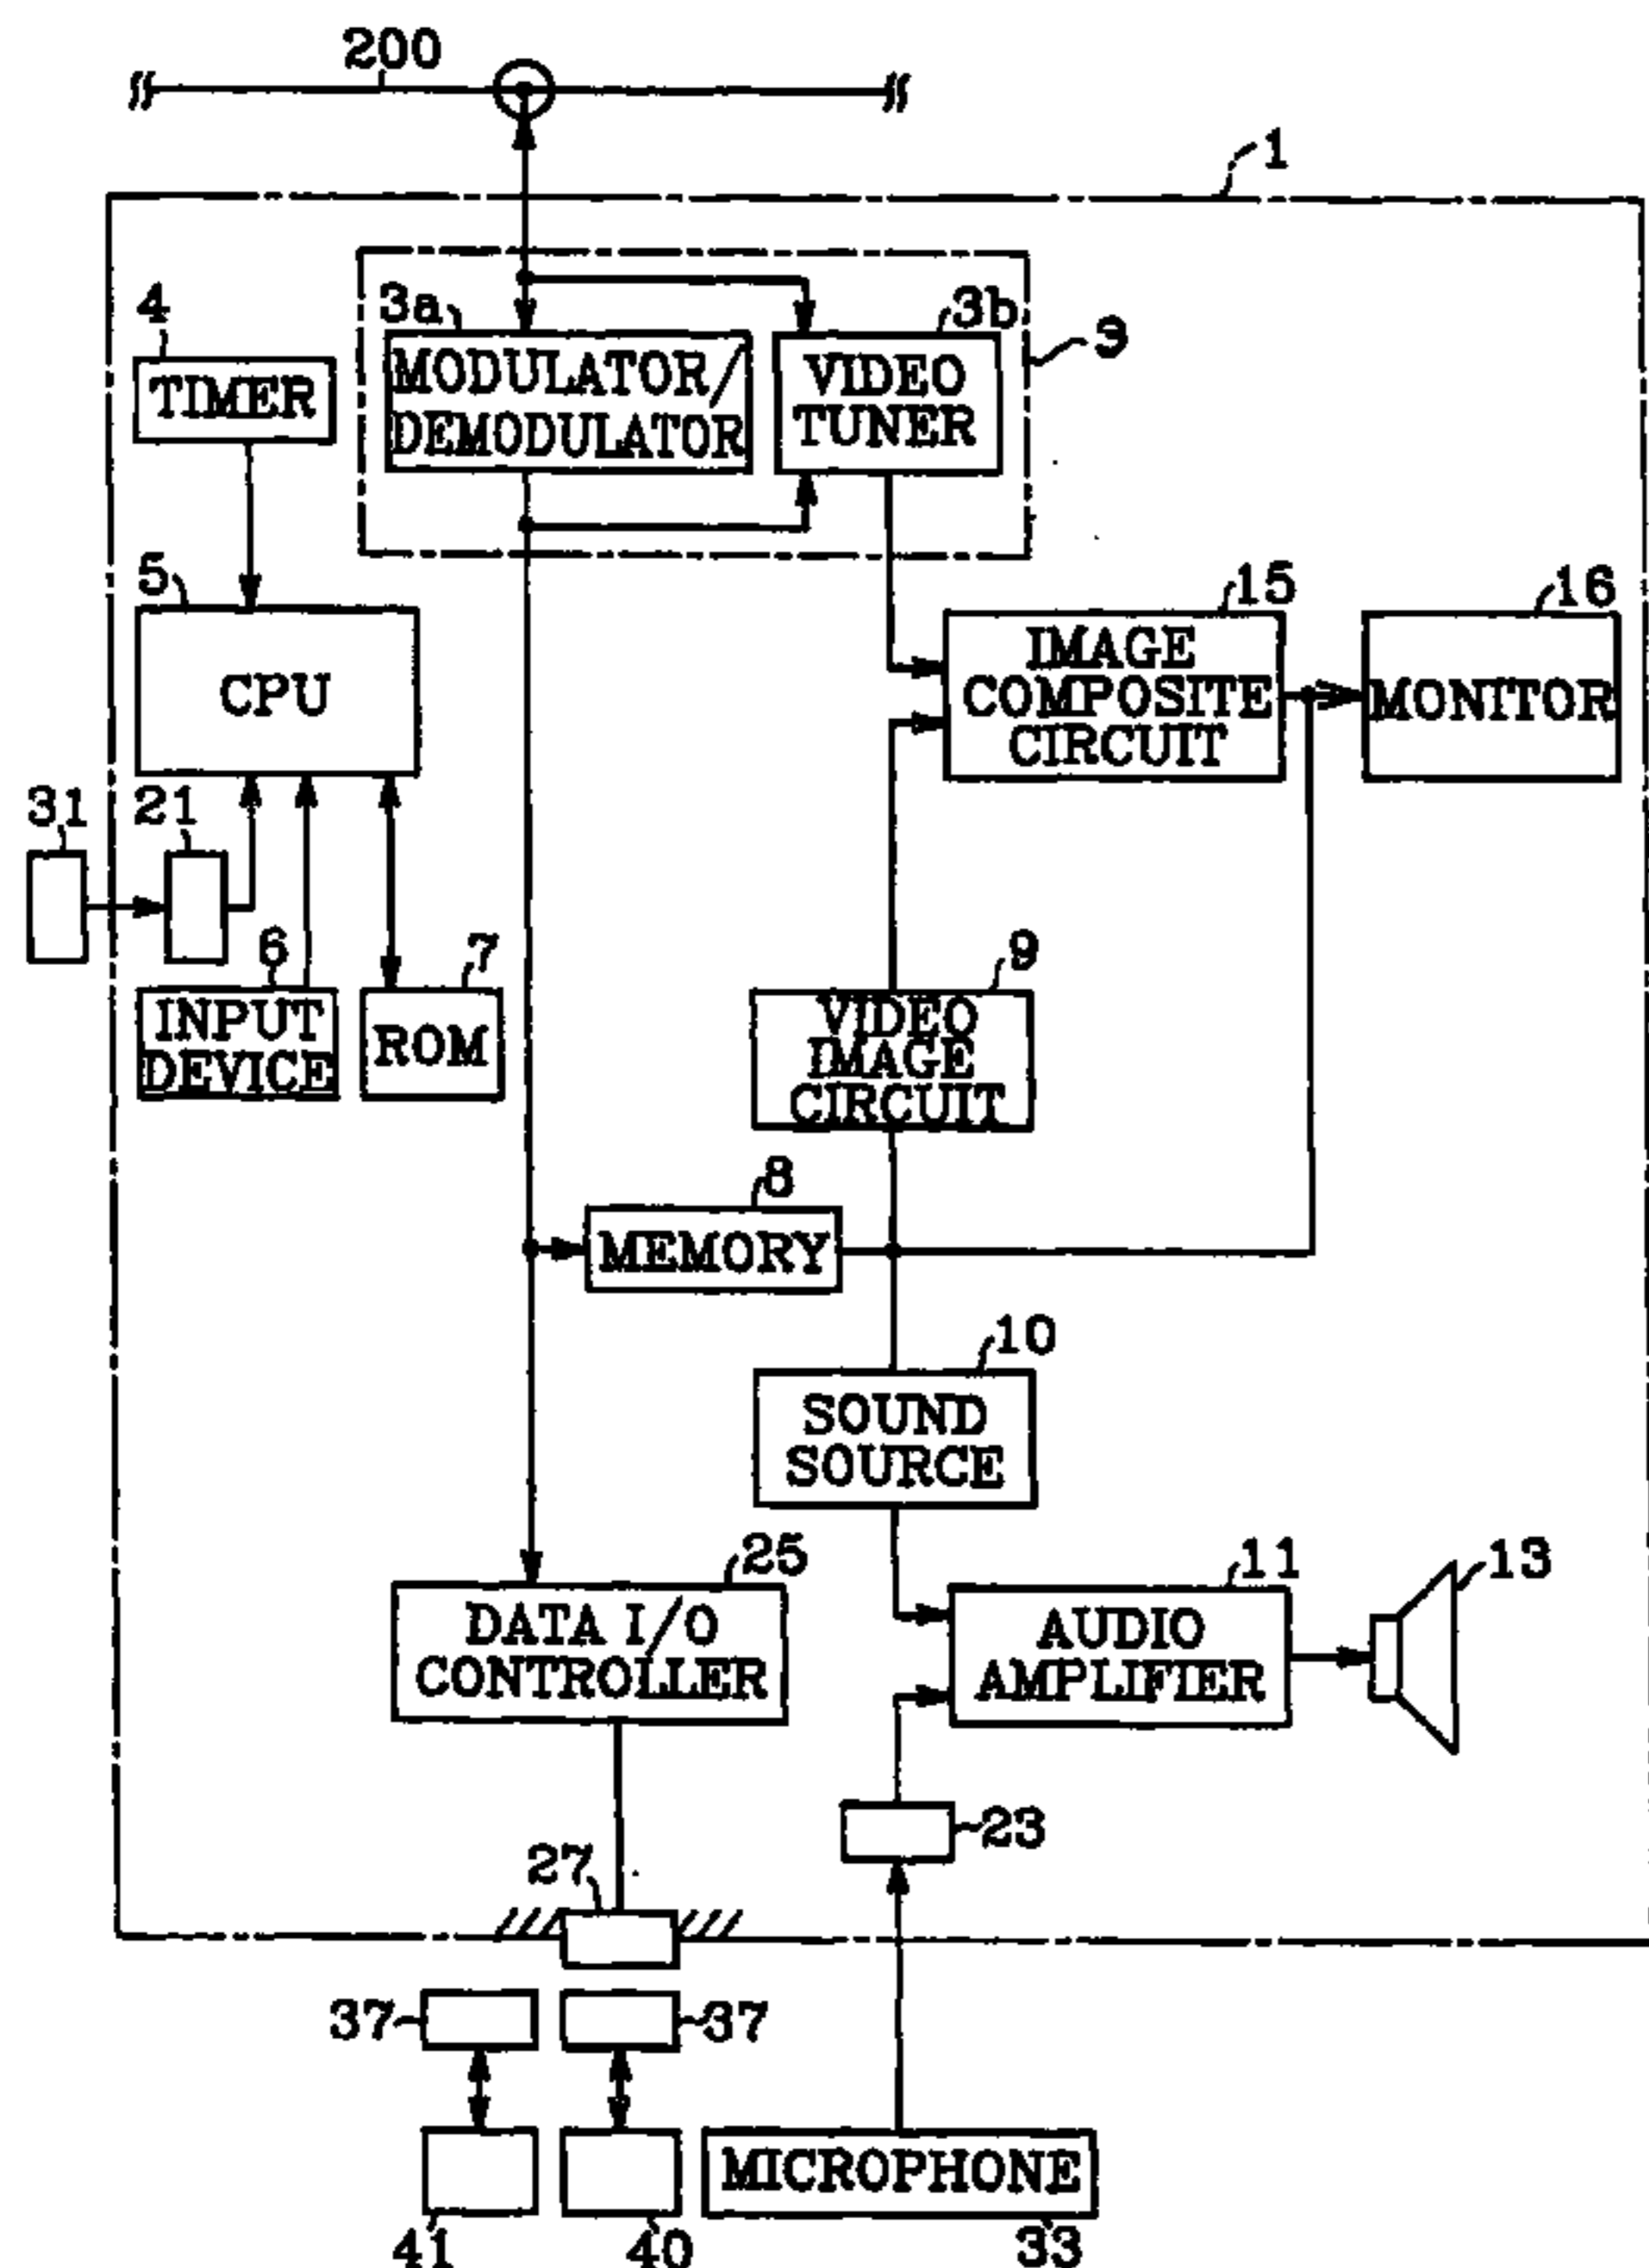 200
1
3a
3b
3
4
MODULATOR/
DEMODULATOR
VIDEO
TUNER
TIMER
5
15
16
CPU
IMAGE
COMPOSITE
CIRCUIT
MONITOR
31
21
6
7
9
INPUT
DEVICE
ROM
VIDEO
IMAGE
CIRCUIT
8
MEMORY
10
SOUND
SOURCE
25
11
13
DATA I/O
CONTROLLER
AUDIO
AMPLIFIER
23
27
37
37
MICROPHONE
41
40
33